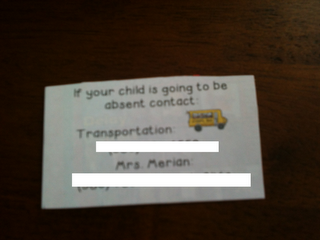 If your child is going to be
absent contact:
Transportation:
Mrs. Merian: